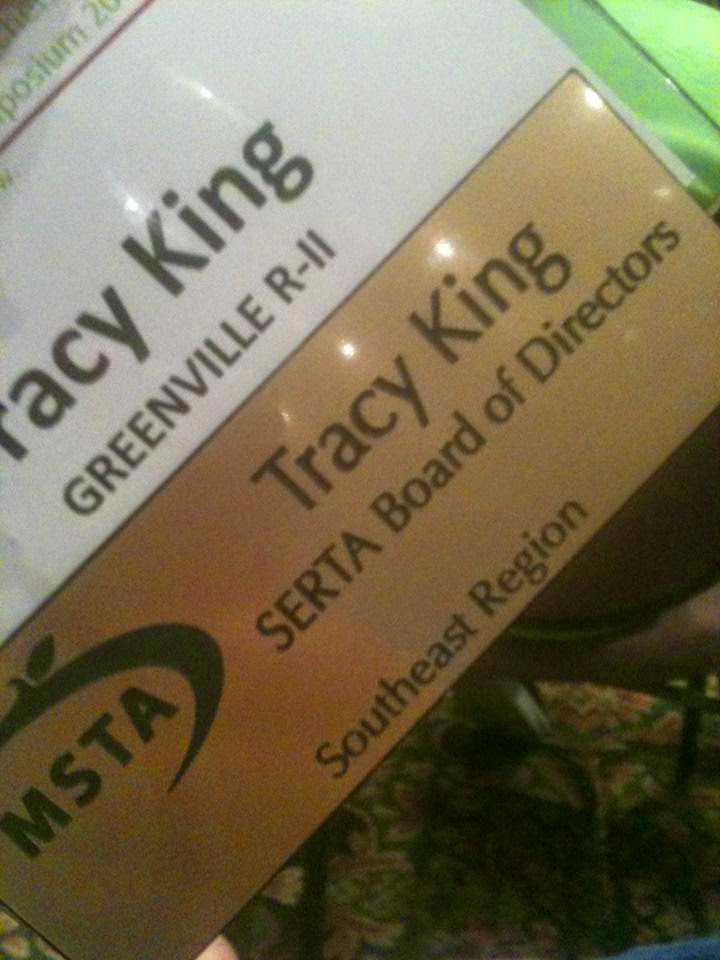 posium 20
racy King
GREENVILLE R-II
Tracy King
SERTA Board of Directors
Southeast Region
MSTA